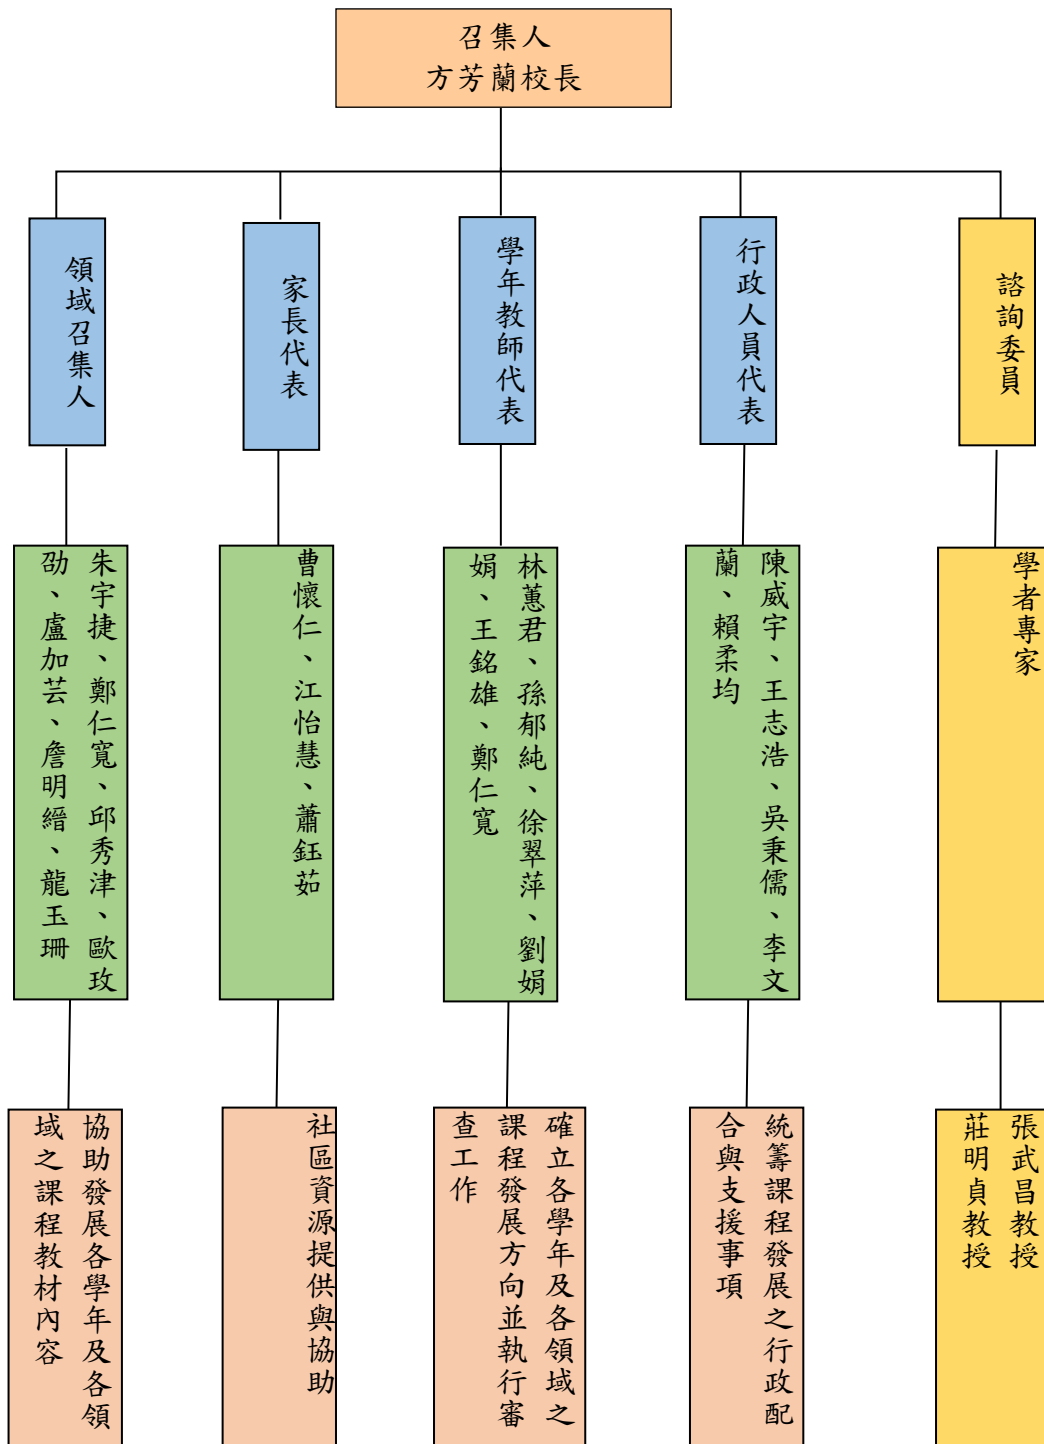 召集人
方芳蘭校長
領域召集人
家長代表
學年教師代表
行政人員代表
諮詢委員
朱宇捷、鄭仁寬、邱秀津、歐玫
劭、盧加芸、詹明縉、龍玉珊
曹懷仁、江怡慧、蕭鈺茹
林蕙君、孫郁純、徐翠萍、劉娟
娟、王銘雄、鄭仁寬
陳威宇、王志浩、吳秉儒、李文
蘭、賴柔均
學者專家
協助發展各學年及各領
域之課程教材內容
社區資源提供與協助
確立各學年及各領域之
課程發展方向並執行審
查工作
統籌課程發展之行政配
合與支援事項
張武昌教授
莊明貞教授